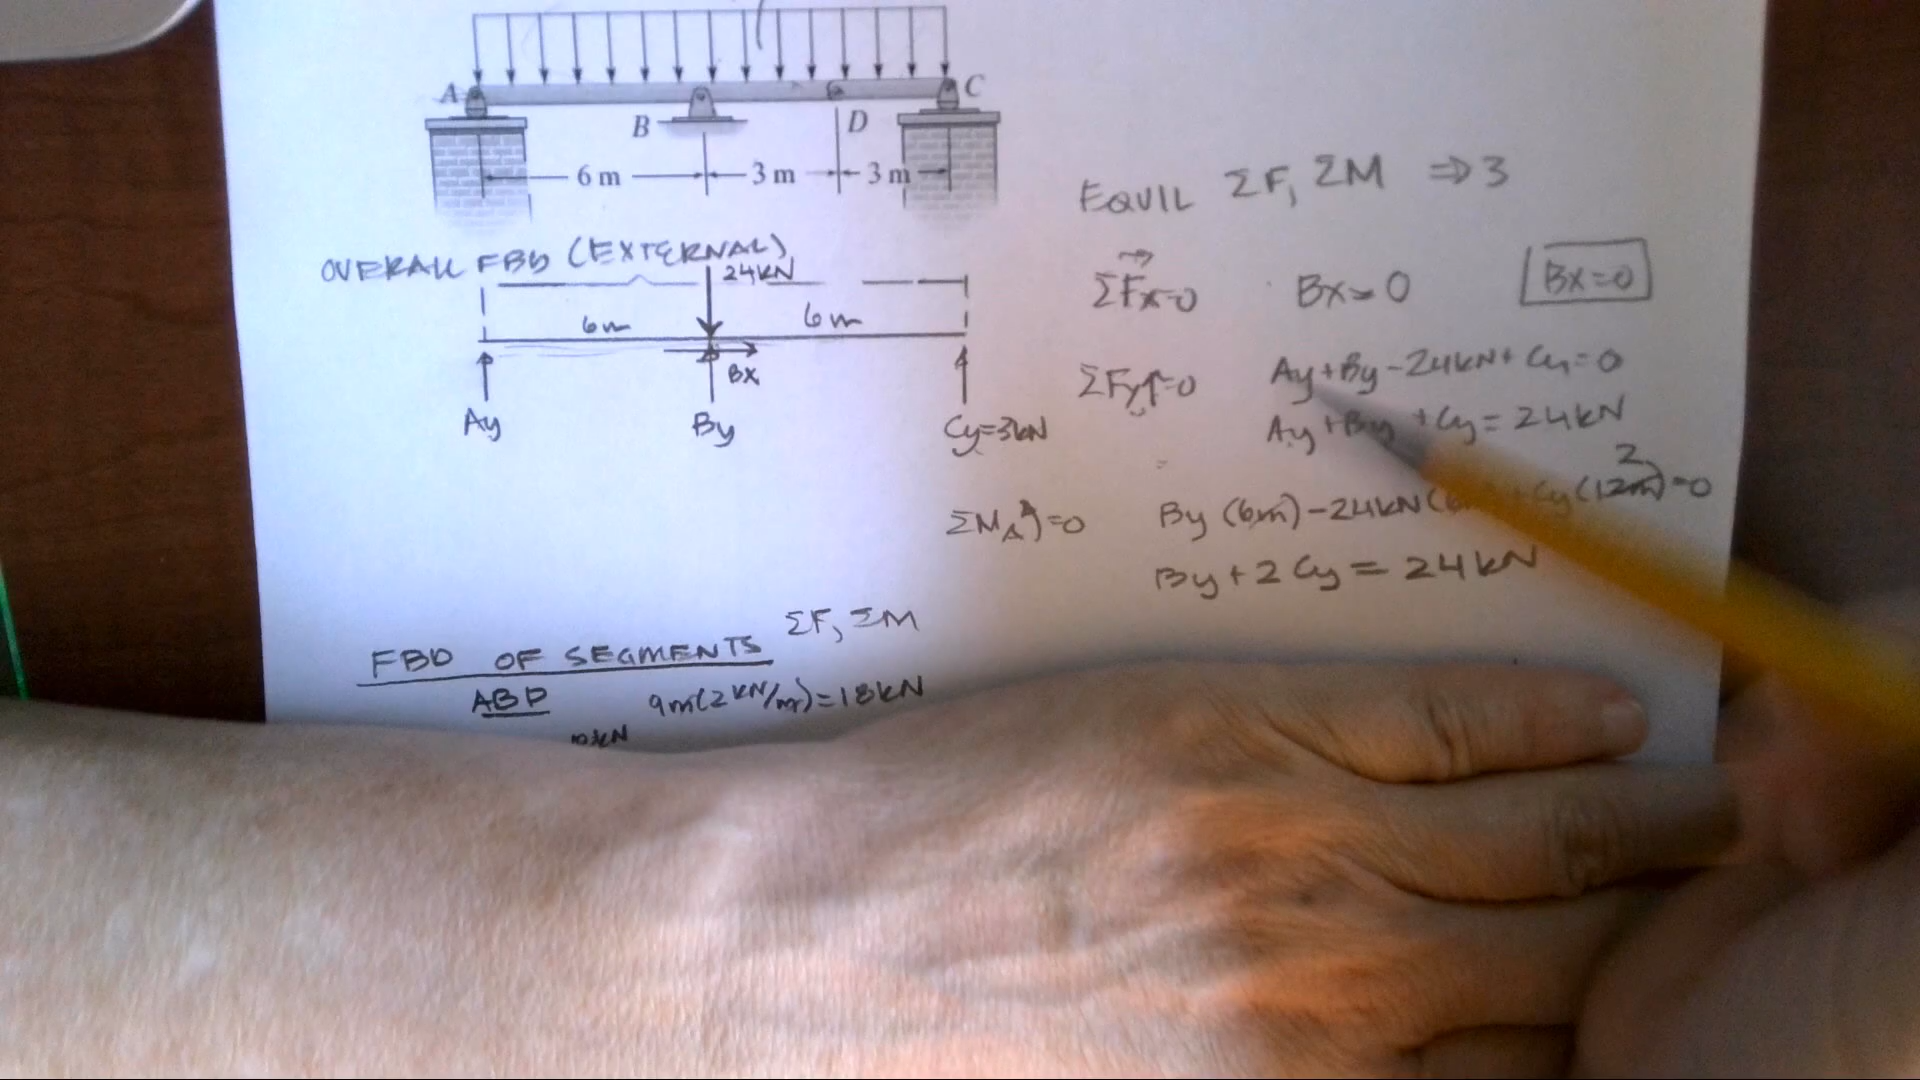 A
C
B
D
6 m
3 m
3 m
EQUIL ΣF, ΣM ⇒ 3
OVERALL FBD (EXTERNAL)
24kN
6m
6m
Bx
Ay
By
Cy=3kN
ΣFx=0 Bx=0 Bx=0
ΣFy↑=0 Ay+By-24kN+Cy=0
Ay+By+Cy=24kN
2
ΣMA=0 By (6m)-24kN( +Cy(12m)=0
By+2Cy=24kN
FBD OF SEGMENTS ΣF, ΣM
ABD 9m(2kN/m)=18kN
kN